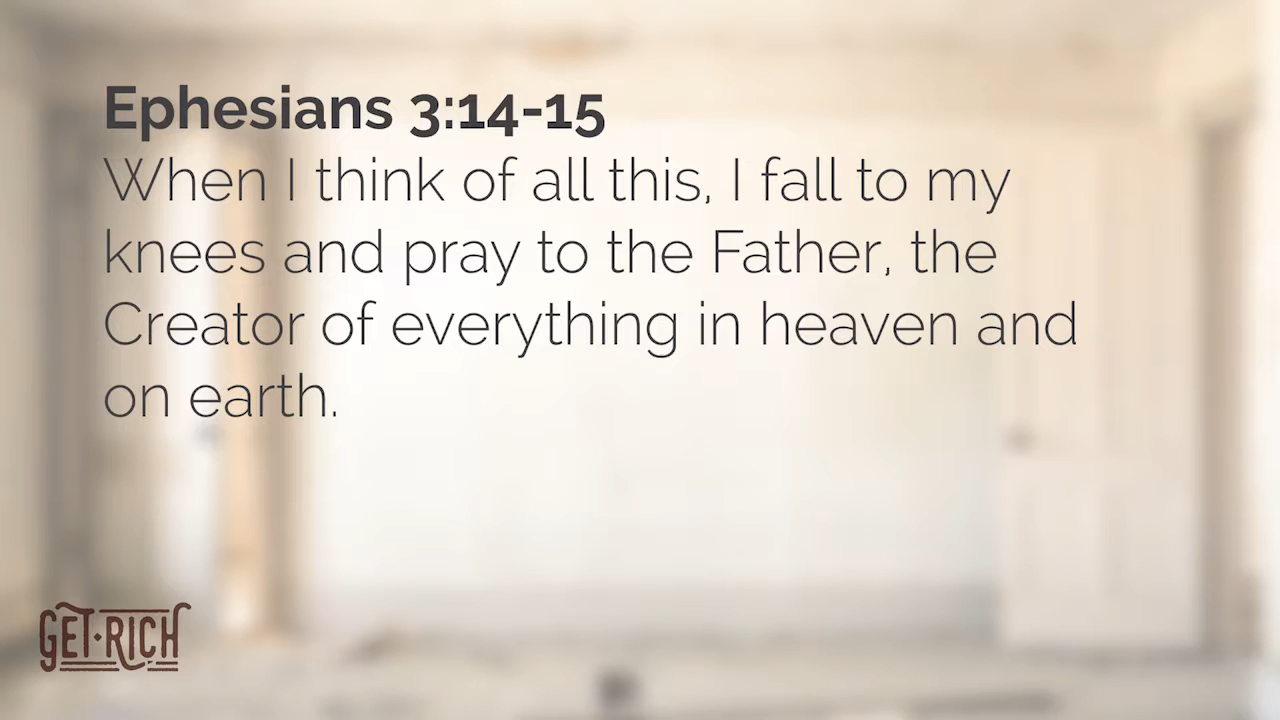 Ephesians 3:14-15
When I think of all this, I fall to my
knees and pray to the Father, the
Creator of everything in heaven and
on earth.
GET·RICH